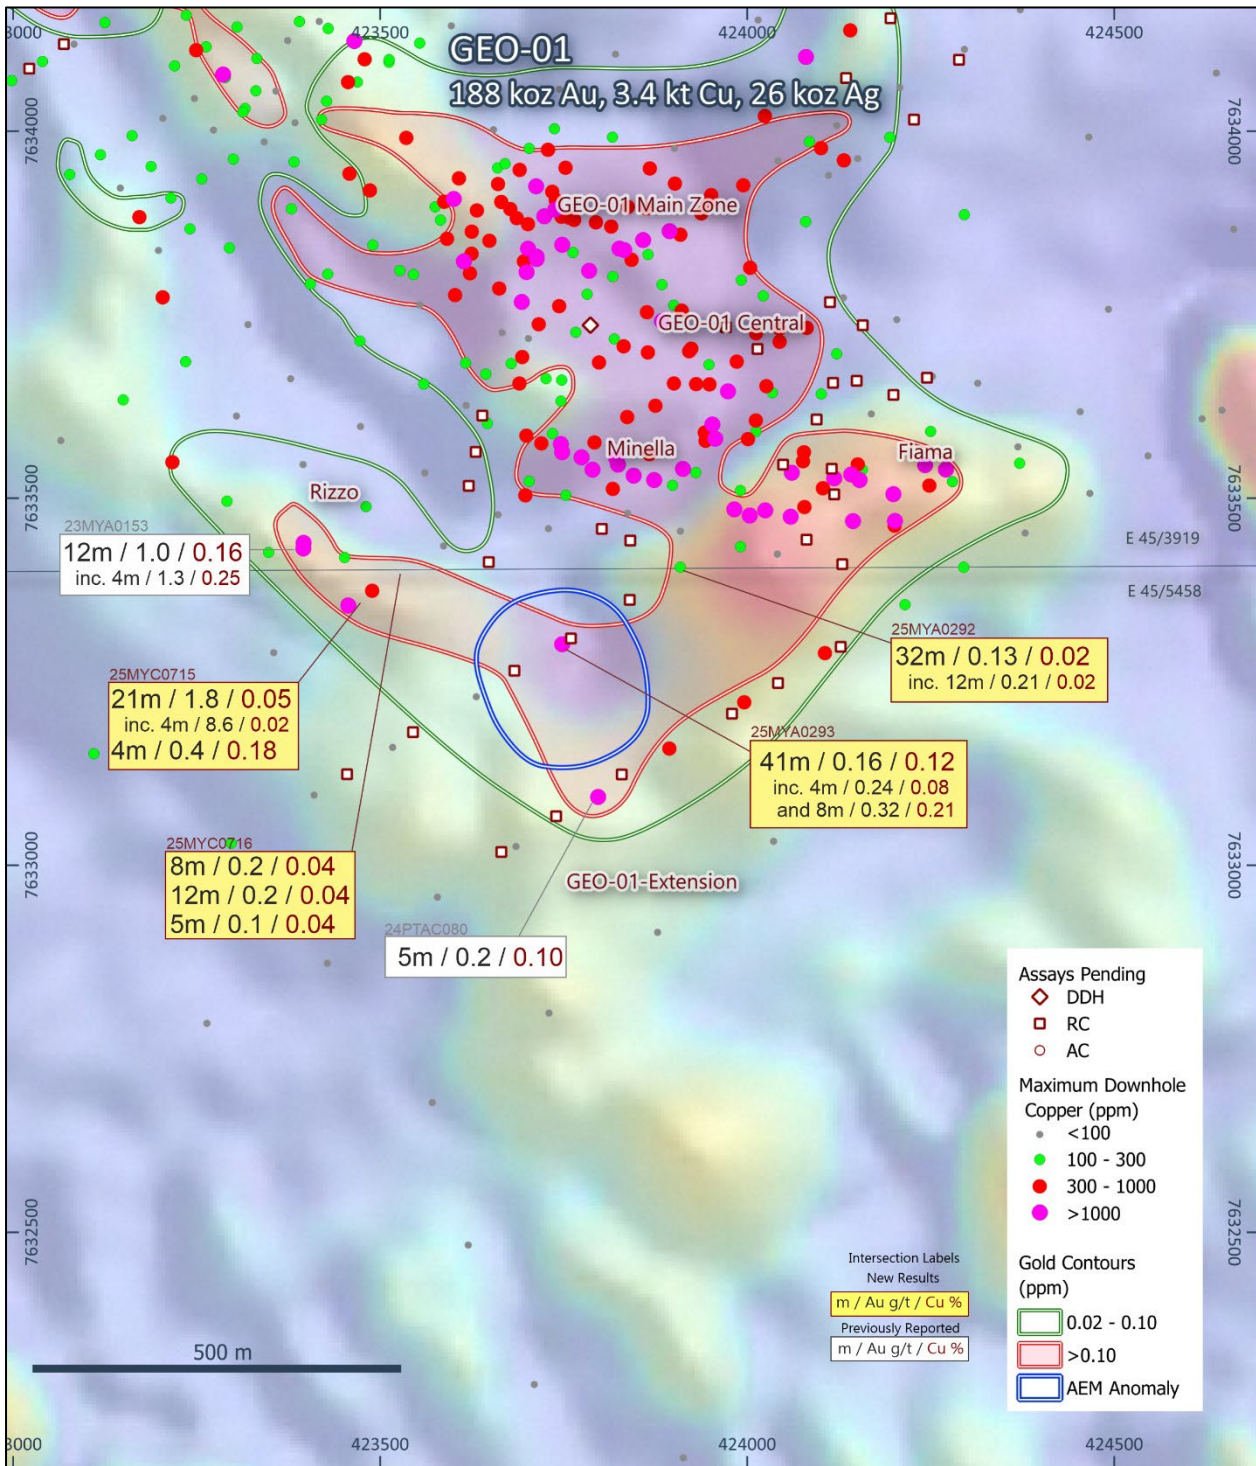 3000
423500
424000
424500
GEO-01
188 koz Au, 3.4 kt Cu, 26 koz Ag
7634000
7634000
GEO-01 Main Zone
GEO-01 Central
Minella
Fiama
Rizzo
7633500
7633500
23MYA0153
12m / 1.0 / 0.16
inc. 4m / 1.3 / 0.25
E 45/3919
E 45/5458
25MYA0292
32m / 0.13 / 0.02
inc. 12m / 0.21 / 0.02
25MYC0715
21m / 1.8 / 0.05
inc. 4m / 8.6 / 0.02
4m / 0.4 / 0.18
25MYA0293
41m / 0.16 / 0.12
inc. 4m / 0.24 / 0.08
and 8m / 0.32 / 0.21
25MYC0716
8m / 0.2 / 0.04
12m / 0.2 / 0.04
5m / 0.1 / 0.04
7633000
7633000
GEO-01-Extension
24PTAC080
5m / 0.2 / 0.10
Assays Pending
DDH
RC
AC
Maximum Downhole
Copper (ppm)
<100
100 - 300
300 - 1000
>1000
Gold Contours
(ppm)
0.02 - 0.10
>0.10
AEM Anomaly
7632500
7632500
Intersection Labels
New Results
m / Au g/t / Cu %
Previously Reported
m / Au g/t / Cu %
500 m
3000
423500
424000
424500